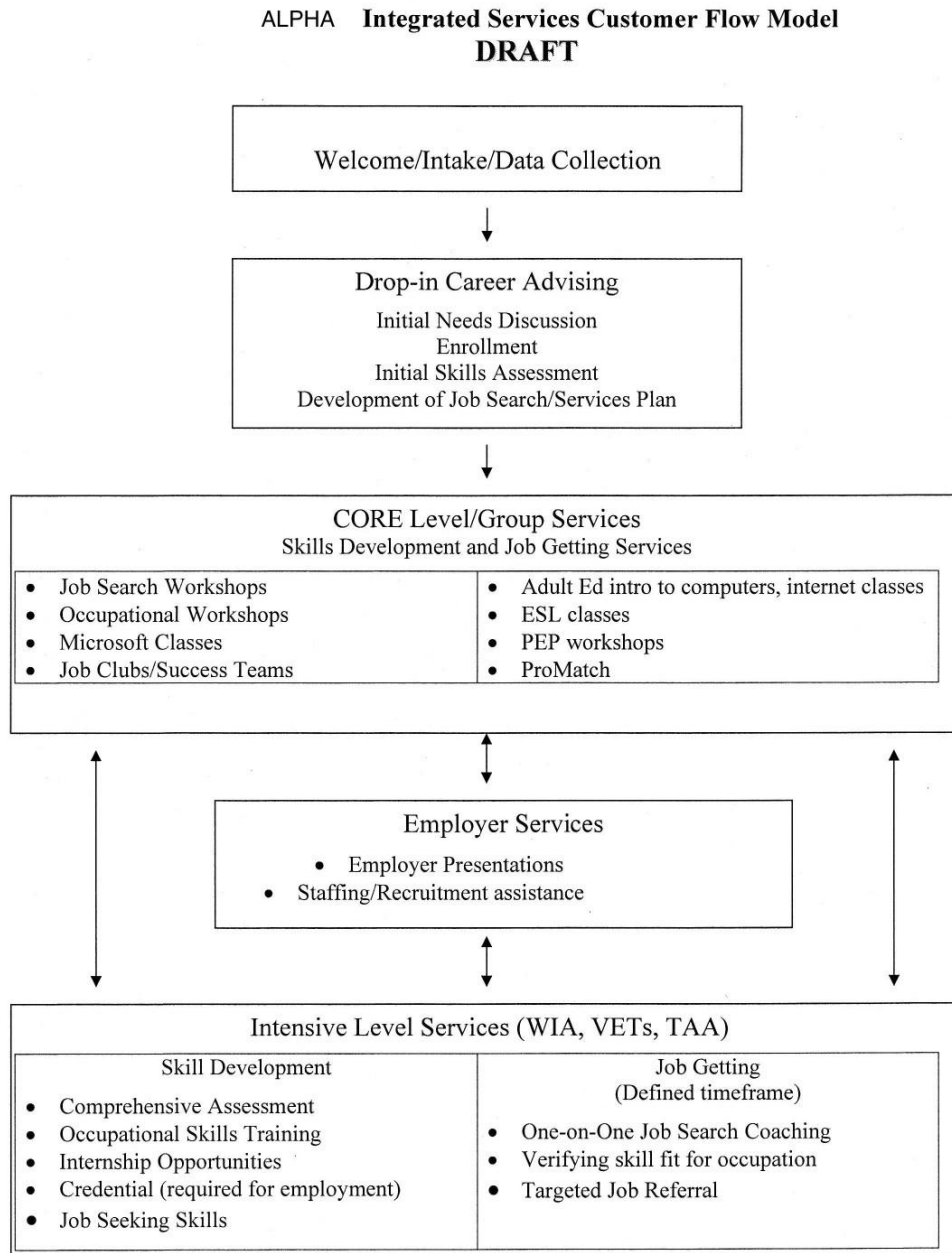 ALPHA Integrated Services Customer Flow Model
DRAFT
Welcome/Intake/Data Collection
Drop-in Career Advising
Initial Needs Discussion
Enrollment
Initial Skills Assessment
Development of Job Search/Services Plan
CORE Level/Group Services
Skills Development and Job Getting Services
• Job Search Workshops
• Occupational Workshops
• Microsoft Classes
• Job Clubs/Success Teams
• Adult Ed intro to computers, internet classes
• ESL classes
• PEP workshops
• ProMatch
Employer Services
• Employer Presentations
• Staffing/Recruitment assistance
Intensive Level Services (WIA, VETs, TAA)
Skill Development
• Comprehensive Assessment
• Occupational Skills Training
• Internship Opportunities
• Credential (required for employment)
• Job Seeking Skills
Job Getting
(Defined timeframe)
• One-on-One Job Search Coaching
• Verifying skill fit for occupation
• Targeted Job Referral